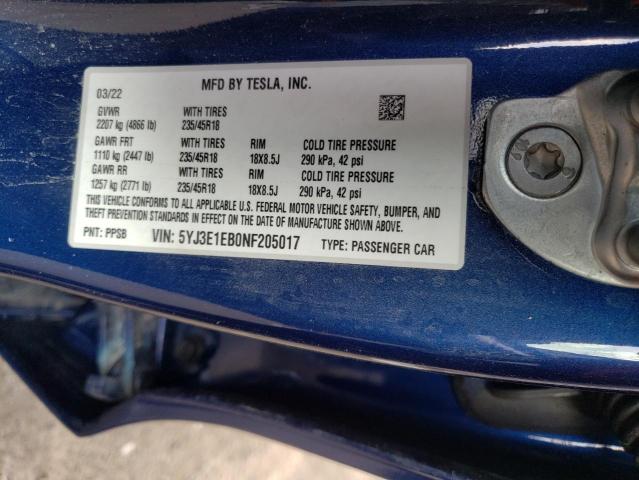 MFD BY TESLA, INC.
03/22
GVWR WITH TIRES
2207 kg (4866 lb) 235/45R18
GAWR FRT WITH TIRES RIM COLD TIRE PRESSURE
1110 kg (2447 lb) 235/45R18 18X8.5J 290 kPa, 42 psi
GAWR RR WITH TIRES RIM COLD TIRE PRESSURE
1257 kg (2771 lb) 235/45R18 18X8.5J 290 kPa, 42 psi
THIS VEHICLE CONFORMS TO ALL APPLICABLE U.S. FEDERAL MOTOR VEHICLE SAFETY, BUMPER, AND
THEFT PREVENTION STANDARDS IN EFFECT ON THE DATE OF MANUFACTURE SHOWN ABOVE.
PNT: PPSB VIN: 5YJ3E1EB0NF205017 TYPE: PASSENGER CAR